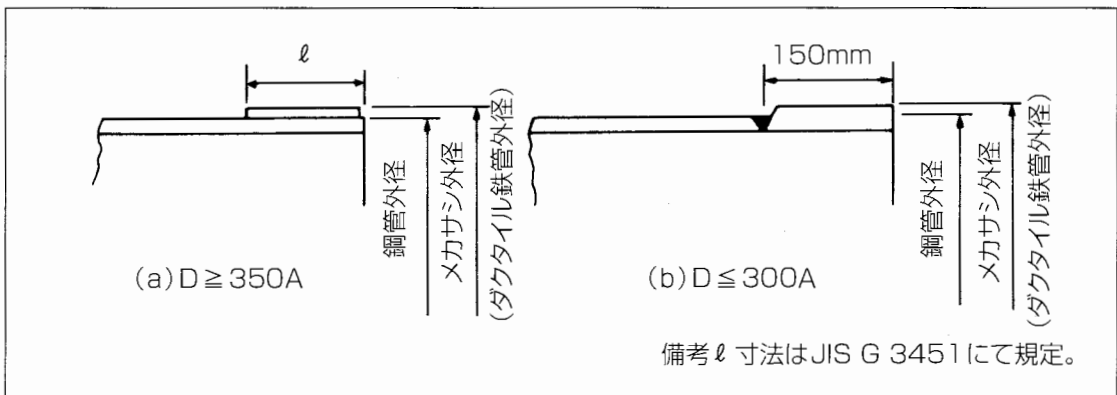 ℓ
鋼管外径
メカサシ外径
(ダクタイル鉄管外径)
(a)D≧350A
150mm
鋼管外径
メカサシ外径
(ダクタイル鉄管外径)
(b)D≦300A
備考ℓ寸法はJIS G 3451にて規定。